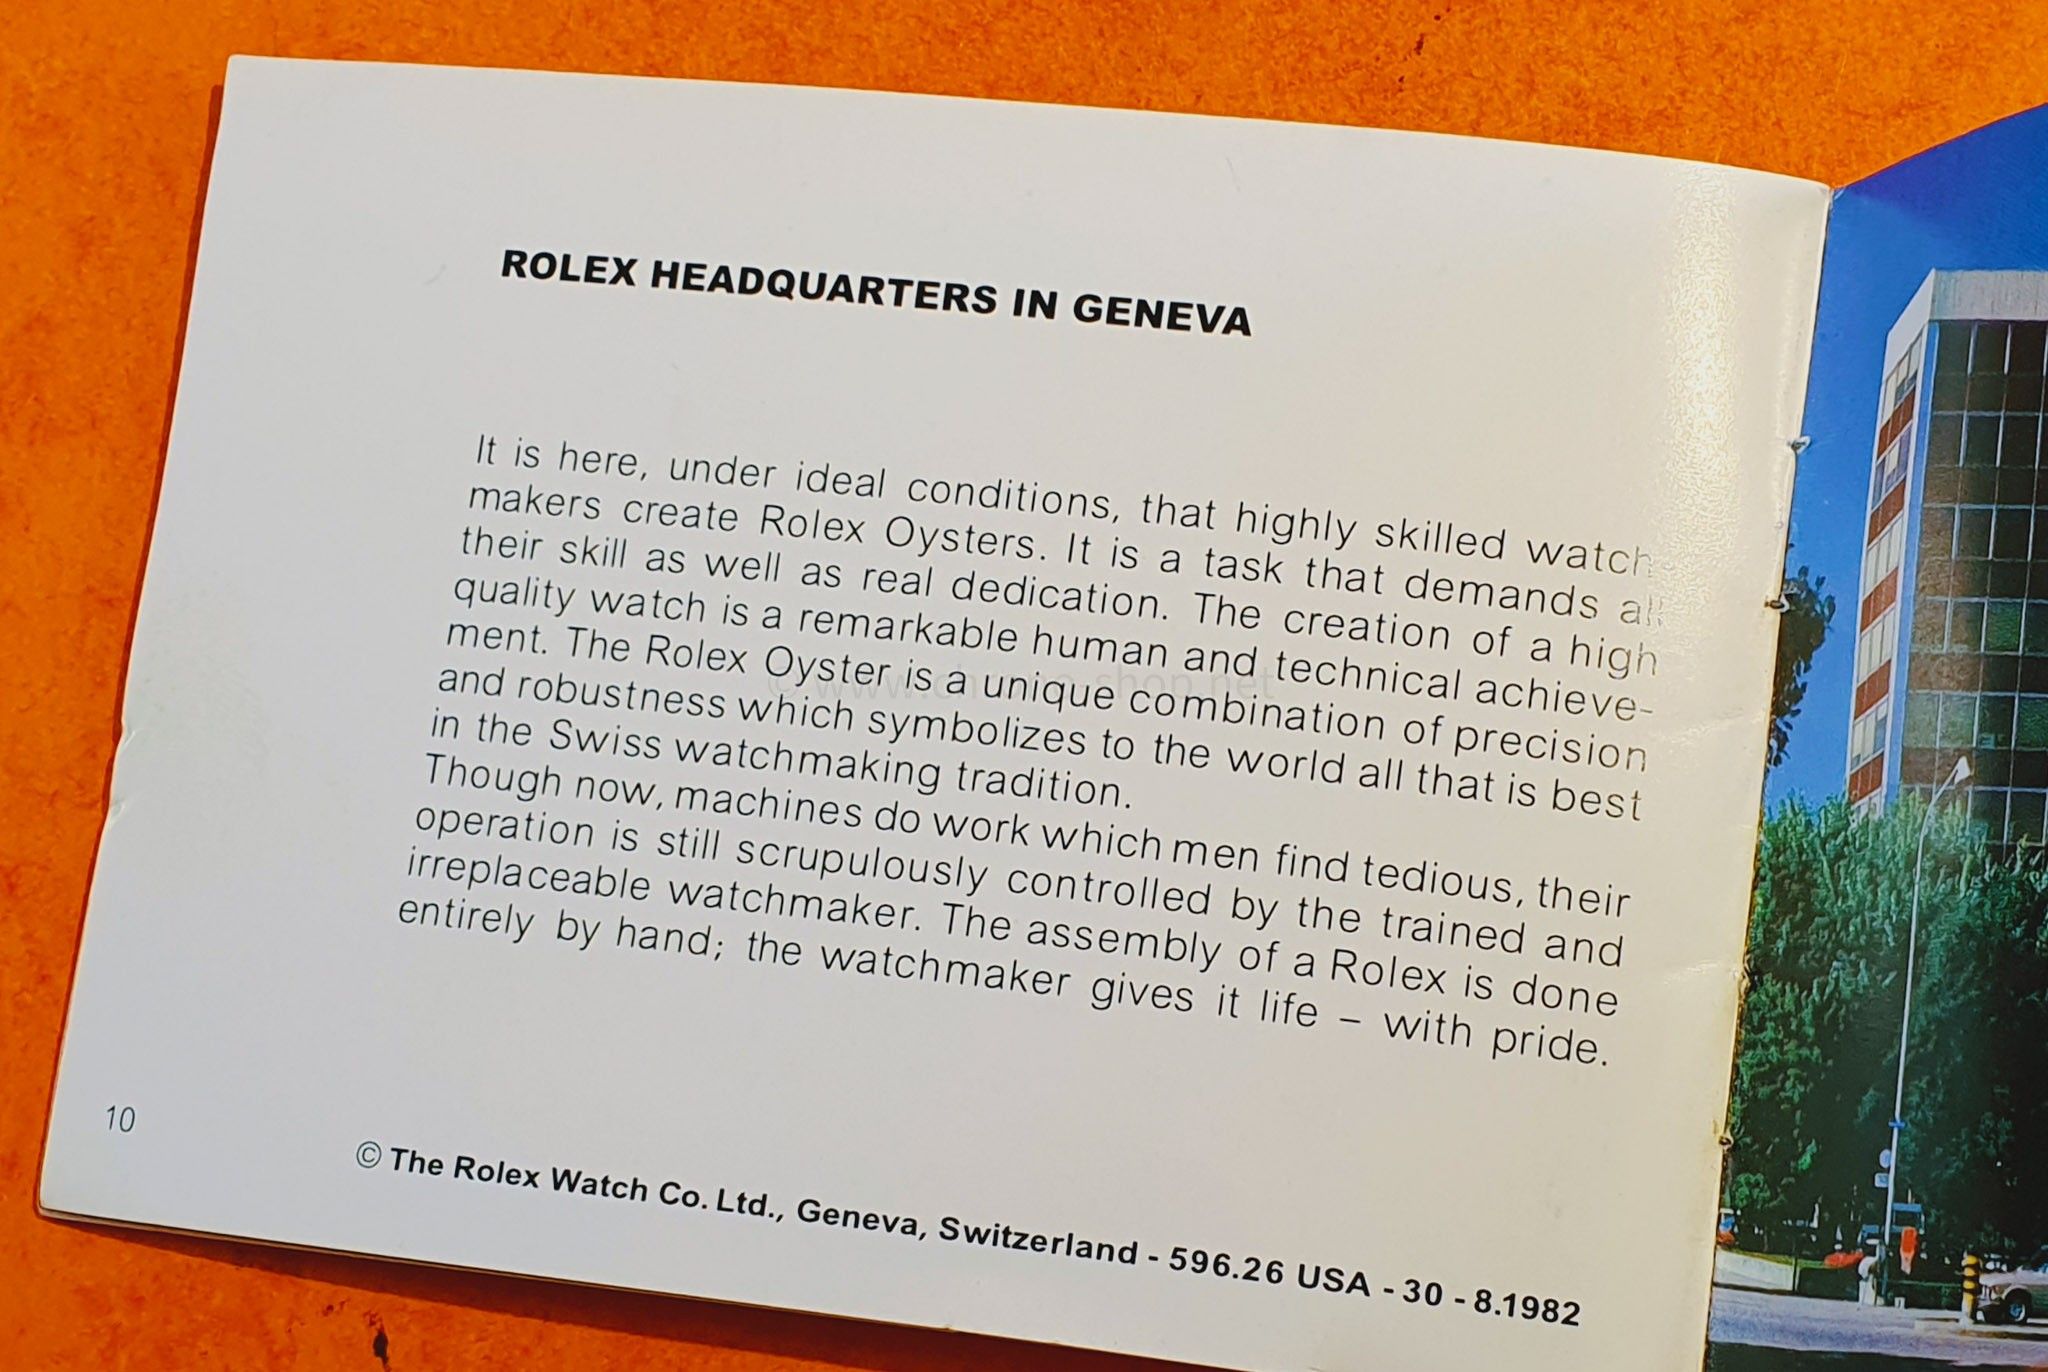 ROLEX HEADQUARTERS IN GENEVA
It is here, under ideal conditions, that highly skilled watch-
makers create Rolex Oysters. It is a task that demands all
their skill as well as real dedication. The creation of a high
quality watch is a remarkable human and technical achieve-
ment. The Rolex Oyster is a unique combination of precision
and robustness which symbolizes to the world all that is best
in the Swiss watchmaking tradition.
Though now, machines do work which men find tedious, their
operation is still scrupulously controlled by the trained and
irreplaceable watchmaker. The assembly of a Rolex is done
entirely by hand; the watchmaker gives it life – with pride.
10
© The Rolex Watch Co. Ltd., Geneva, Switzerland - 596.26 USA - 30 - 8.1982
© www.chrono-shop.net